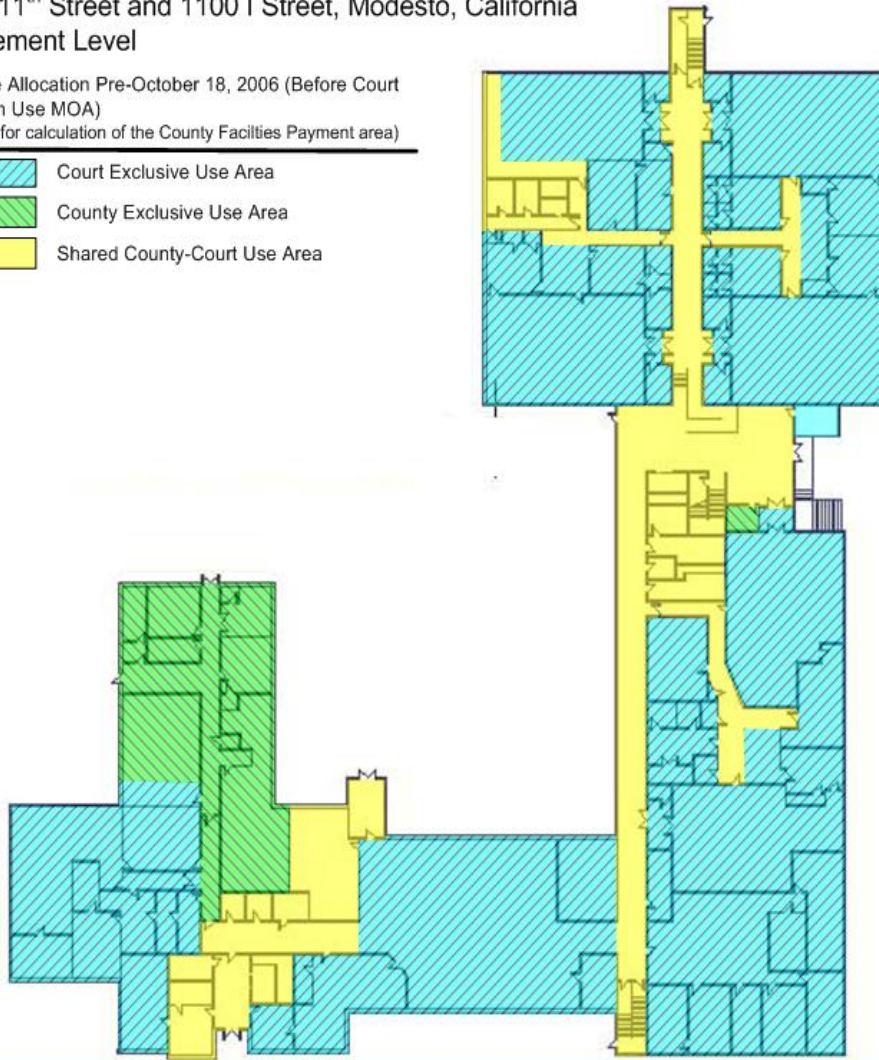 11th Street and 1100 I Street, Modesto, California
ement Level
Allocation Pre-October 18, 2006 (Before Court
Use MOA)
for calculation of the County Facilties Payment area)
Court Exclusive Use Area
County Exclusive Use Area
Shared County-Court Use Area